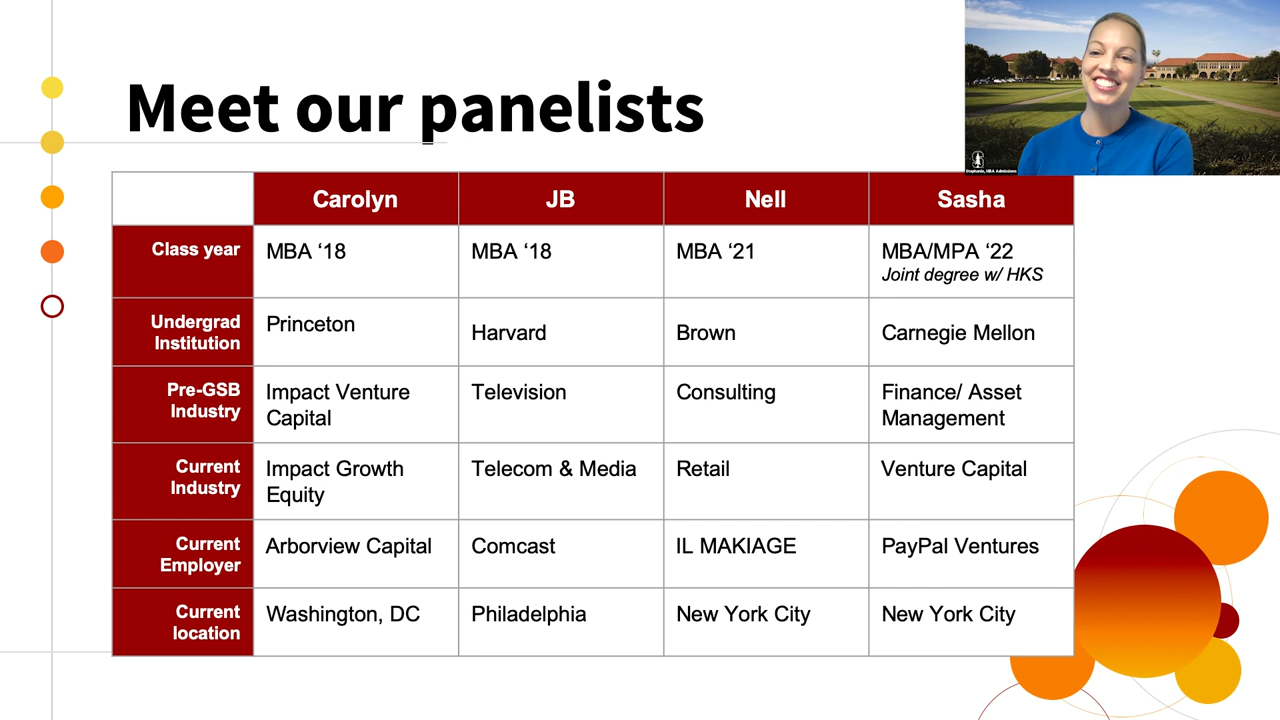 Meet our panelists
Stephanie, MBA Admissions
Carolyn
JB
Nell
Sasha
Class year
MBA ‘18
MBA ‘18
MBA ‘21
MBA/MPA ‘22
Joint degree w/ HKS
Undergrad
Institution
Princeton
Harvard
Brown
Carnegie Mellon
Pre-GSB
Industry
Impact Venture
Capital
Television
Consulting
Finance/ Asset
Management
Current
Industry
Impact Growth
Equity
Telecom & Media
Retail
Venture Capital
Current
Employer
Arborview Capital
Comcast
IL MAKIAGE
PayPal Ventures
Current
location
Washington, DC
Philadelphia
New York City
New York City